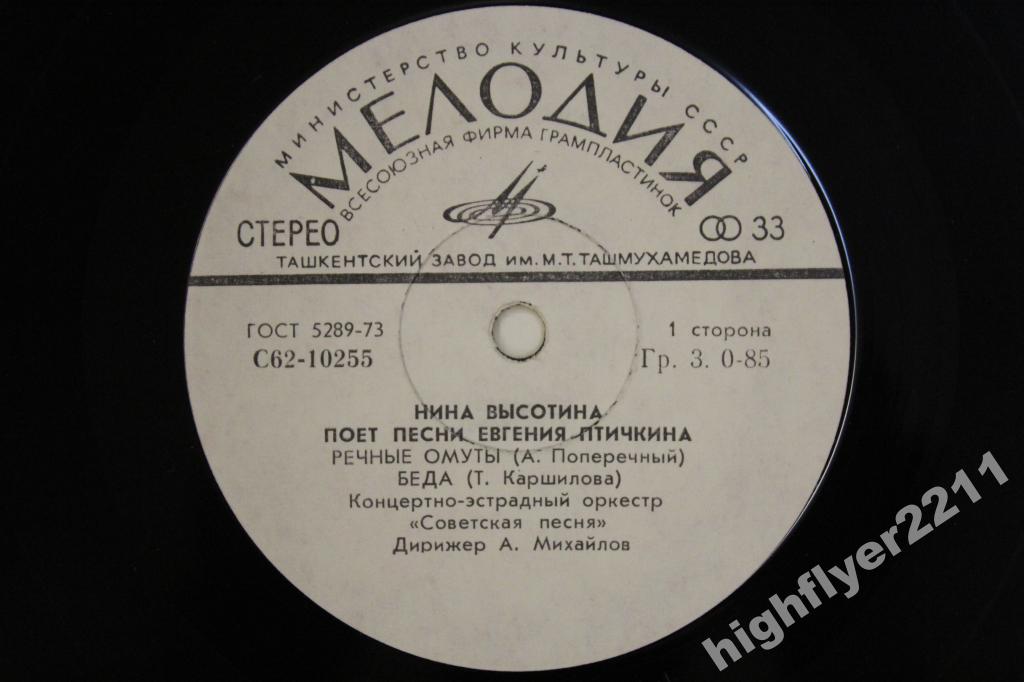 МИНИСТЕРСТВО КУЛЬТУРЫ СССР
МЕЛОДИЯ
ВСЕСОЮЗНАЯ ФИРМА ГРАМПЛАСТИНОК
СТЕРЕО 33
ТАШКЕНТСКИЙ ЗАВОД ИМ. М.Т. ТАШМУХАМЕДОВА
ГОСТ 5289-73 1 сторона
С62-10255 Гр. 3. 0-85
НИНА ВЫСОТИНА
ПОЕТ ПЕСНИ ЕВГЕНИЯ ПТИЧКИНА
РЕЧНЫЕ ОМУТЫ (А. Поперечный)
БЕДА (Т. Каршилова)
Концертно-эстрадный оркестр
«Советская песня»
Дирижер А. Михайлов
highflyer2211